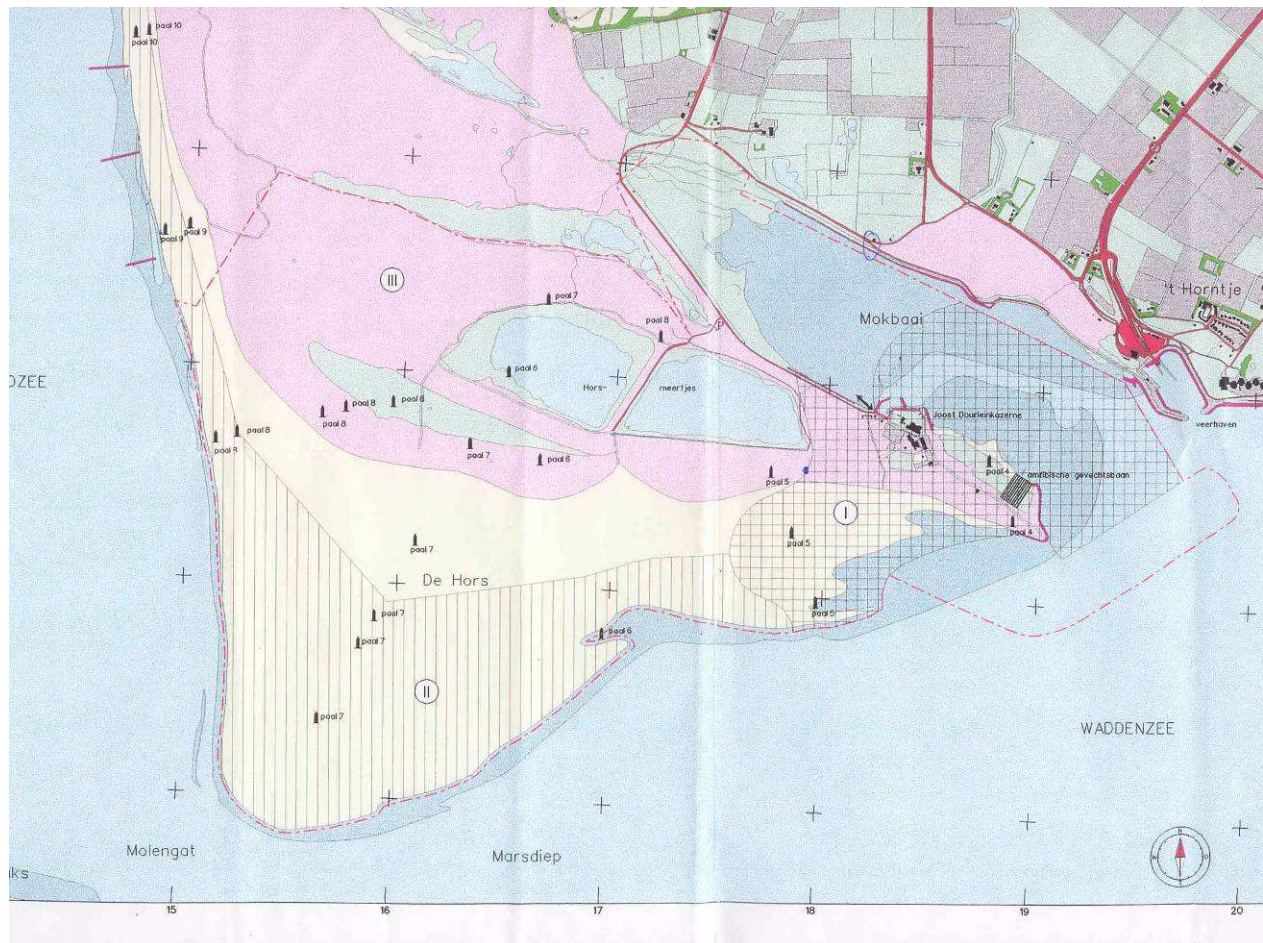 paal 10
paal 10
paal 9
paal 9
't Horntje
III
paal 7
Mokbaai
paal 8
P
DZEE
paal 6
Hors-
meertjes
paal 8
paal 8
paal 8
Joost Dourleinkazerne
veerhaven
paal 8
paal 8
paal 7
paal 6
paal 4
amfibische gevechtsbaan
paal 5
I
paal 4
paal 5
paal 7
De Hors
paal 5
paal 7
paal 6
paal 7
II
paal 7
WADDENZEE
Molengat
Marsdiep
iks
15
16
17
18
19
20